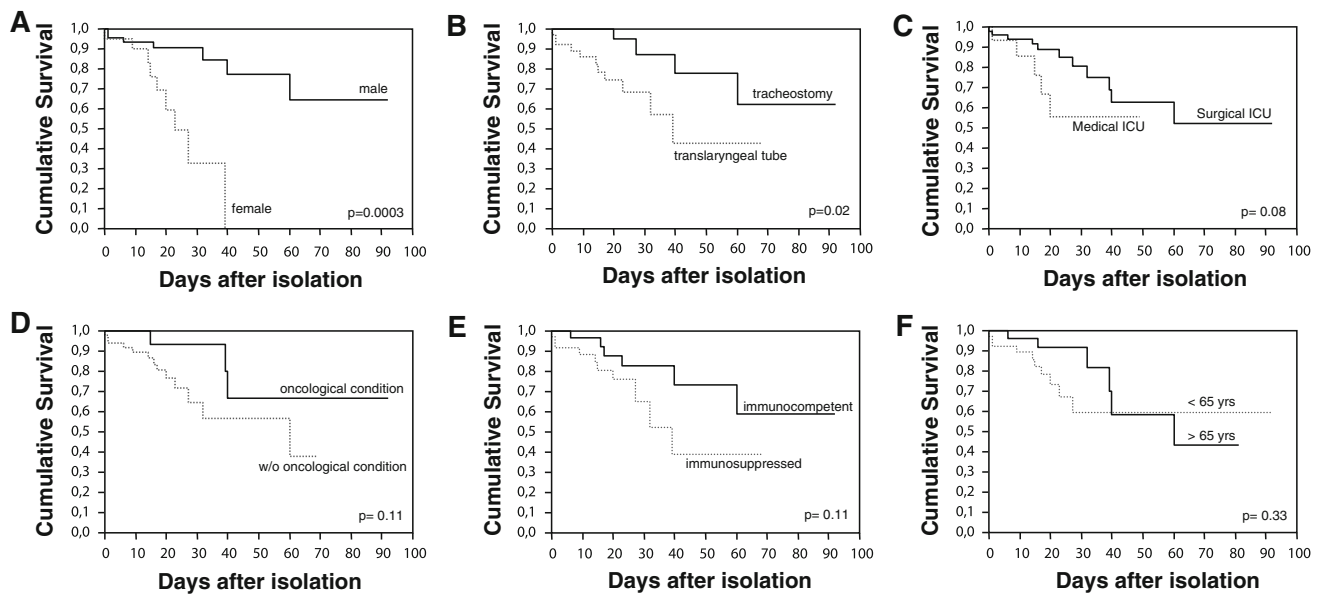 A
Cumulative Survival
1,0
0,9
0,8
0,7
0,6
0,5
0,4
0,3
0,2
0,1
0,0
male
female
p=0.0003
0 10 20 30 40 50 60 70 80 90 100
Days after isolation
B
Cumulative Survival
1,0
0,9
0,8
0,7
0,6
0,5
0,4
0,3
0,2
0,1
0,0
tracheostomy
translaryngeal tube
p=0.02
0 10 20 30 40 50 60 70 80 90 100
Days after isolation
C
Cumulative Survival
1,0
0,9
0,8
0,7
0,6
0,5
0,4
0,3
0,2
0,1
0,0
Surgical ICU
Medical ICU
p= 0.08
0 10 20 30 40 50 60 70 80 90 100
Days after isolation
D
Cumulative Survival
1,0
0,9
0,8
0,7
0,6
0,5
0,4
0,3
0,2
0,1
0,0
oncological condition
w/o oncological condition
p= 0.11
0 10 20 30 40 50 60 70 80 90 100
Days after isolation
E
Cumulative Survival
1,0
0,9
0,8
0,7
0,6
0,5
0,4
0,3
0,2
0,1
0,0
immunocompetent
immunosuppressed
p= 0.11
0 10 20 30 40 50 60 70 80 90 100
Days after isolation
F
Cumulative Survival
1,0
0,9
0,8
0,7
0,6
0,5
0,4
0,3
0,2
0,1
0,0
< 65 yrs
> 65 yrs
p= 0.33
0 10 20 30 40 50 60 70 80 90 100
Days after isolation